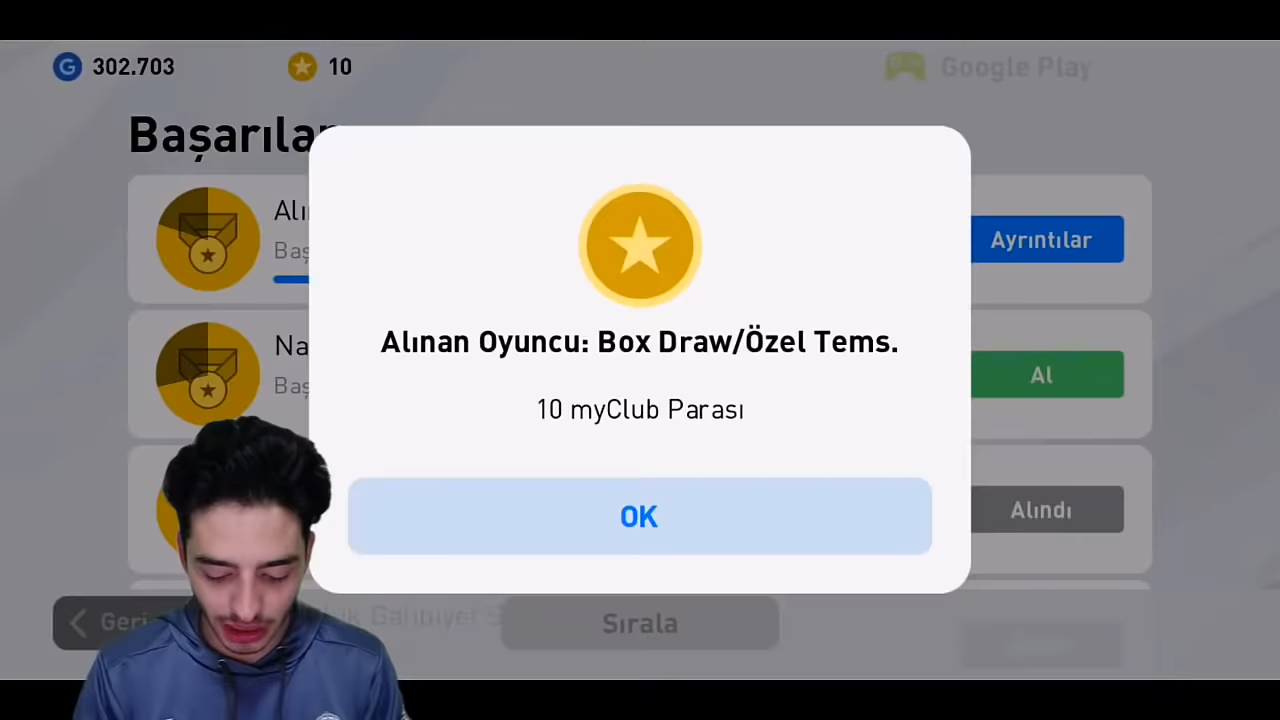 302.703
10
Google Play
Başarılar
Alınan Oyuncu: Box Draw/Özel Tems.
10 myClub Parası
OK
Ayrıntılar
Al
Alındı
Geri
Sırala